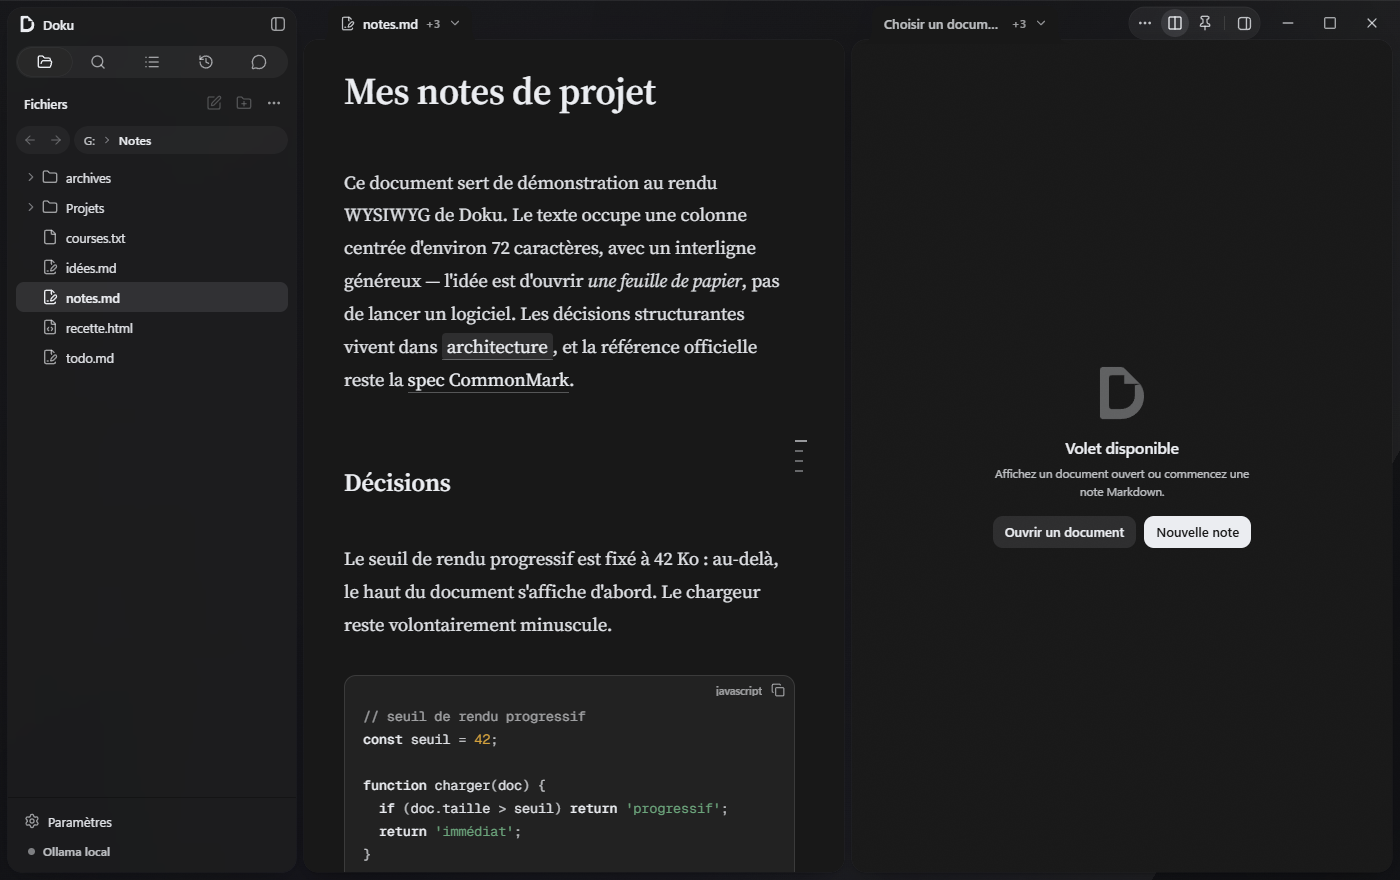 Doku
Fichiers
G: > Notes
archives
Projets
courses.txt
idées.md
notes.md
recette.html
todo.md
Paramètres
Ollama local
notes.md +3
Mes notes de projet
Ce document sert de démonstration au rendu
WYSIWYG de Doku. Le texte occupe une colonne
centrée d'environ 72 caractères, avec un interligne
généreux — l'idée est d'ouvrir une feuille de papier, pas
de lancer un logiciel. Les décisions structurantes
vivent dans architecture , et la référence officielle
reste la spec CommonMark.
Décisions
Le seuil de rendu progressif est fixé à 42 Ko : au-delà,
le haut du document s'affiche d'abord. Le chargeur
reste volontairement minuscule.
javascript
// seuil de rendu progressif
const seuil = 42;
function charger(doc) {
  if (doc.taille > seuil) return 'progressif';
  return 'immédiat';
}
Choisir un docum... +3
Volet disponible
Affichez un document ouvert ou commencez une
note Markdown.
Ouvrir un document
Nouvelle note